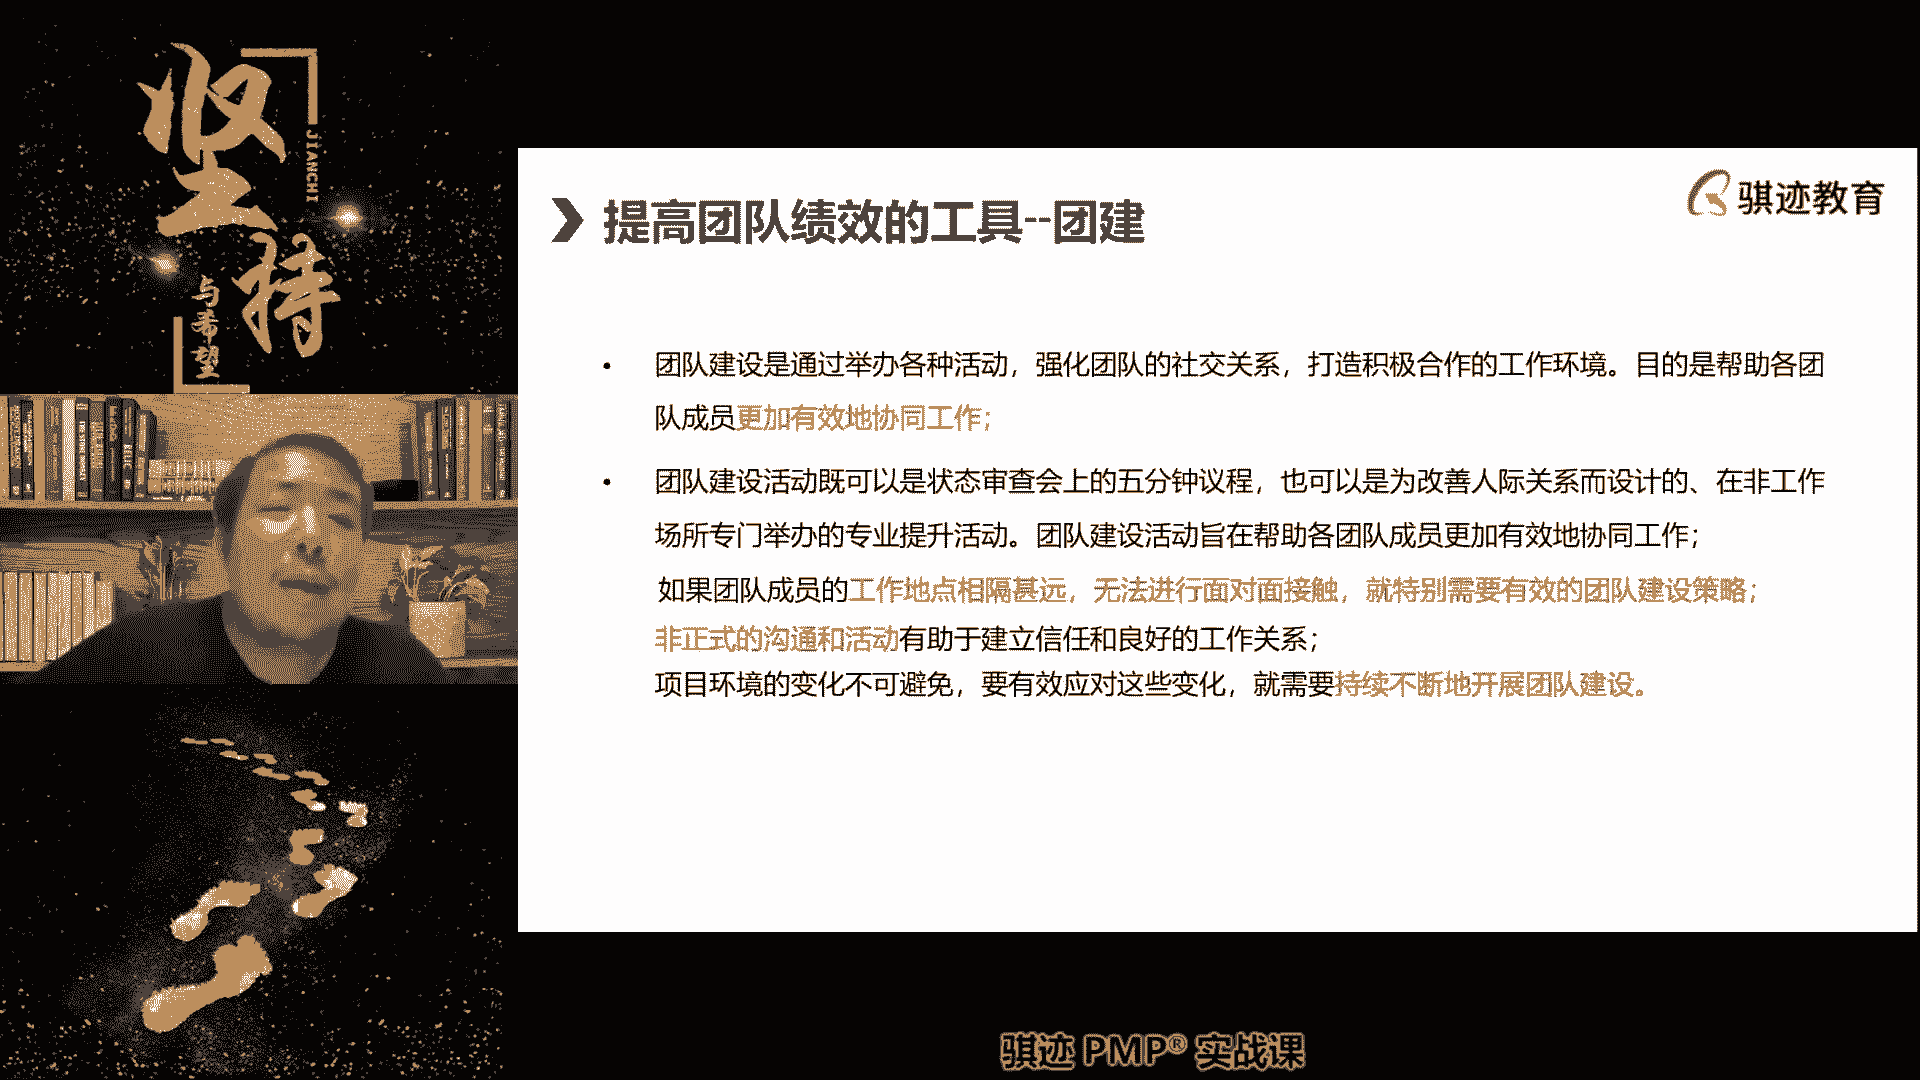 坚持
JIANCHI
与希望
骐迹教育
提高团队绩效的工具--团建
• 团队建设是通过举办各种活动，强化团队的社交关系，打造积极合作的工作环境。目的是帮助各团
队成员更加有效地协同工作；
• 团队建设活动既可以是状态审查会上的五分钟议程，也可以是为改善人际关系而设计的、在非工作
场所专门举办的专业提升活动。团队建设活动旨在帮助各团队成员更加有效地协同工作；
如果团队成员的工作地点相隔甚远，无法进行面对面接触，就特别需要有效的团队建设策略；
非正式的沟通和活动有助于建立信任和良好的工作关系；
项目环境的变化不可避免，要有效应对这些变化，就需要持续不断地开展团队建设。
骐迹 PMP® 实战课